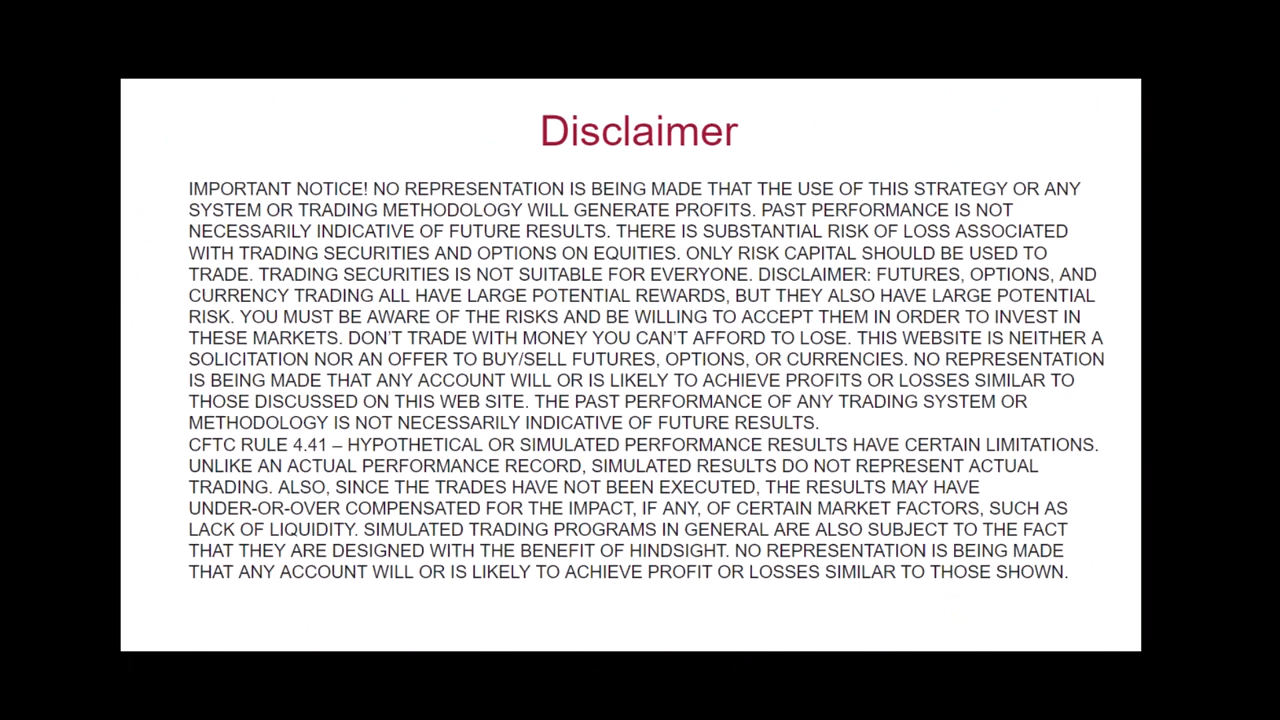 Disclaimer
IMPORTANT NOTICE! NO REPRESENTATION IS BEING MADE THAT THE USE OF THIS STRATEGY OR ANY
SYSTEM OR TRADING METHODOLOGY WILL GENERATE PROFITS. PAST PERFORMANCE IS NOT
NECESSARILY INDICATIVE OF FUTURE RESULTS. THERE IS SUBSTANTIAL RISK OF LOSS ASSOCIATED
WITH TRADING SECURITIES AND OPTIONS ON EQUITIES. ONLY RISK CAPITAL SHOULD BE USED TO
TRADE. TRADING SECURITIES IS NOT SUITABLE FOR EVERYONE. DISCLAIMER: FUTURES, OPTIONS, AND
CURRENCY TRADING ALL HAVE LARGE POTENTIAL REWARDS, BUT THEY ALSO HAVE LARGE POTENTIAL
RISK. YOU MUST BE AWARE OF THE RISKS AND BE WILLING TO ACCEPT THEM IN ORDER TO INVEST IN
THESE MARKETS. DON’T TRADE WITH MONEY YOU CAN’T AFFORD TO LOSE. THIS WEBSITE IS NEITHER A
SOLICITATION NOR AN OFFER TO BUY/SELL FUTURES, OPTIONS, OR CURRENCIES. NO REPRESENTATION
IS BEING MADE THAT ANY ACCOUNT WILL OR IS LIKELY TO ACHIEVE PROFITS OR LOSSES SIMILAR TO
THOSE DISCUSSED ON THIS WEB SITE. THE PAST PERFORMANCE OF ANY TRADING SYSTEM OR
METHODOLOGY IS NOT NECESSARILY INDICATIVE OF FUTURE RESULTS.
CFTC RULE 4.41 – HYPOTHETICAL OR SIMULATED PERFORMANCE RESULTS HAVE CERTAIN LIMITATIONS.
UNLIKE AN ACTUAL PERFORMANCE RECORD, SIMULATED RESULTS DO NOT REPRESENT ACTUAL
TRADING. ALSO, SINCE THE TRADES HAVE NOT BEEN EXECUTED, THE RESULTS MAY HAVE
UNDER-OR-OVER COMPENSATED FOR THE IMPACT, IF ANY, OF CERTAIN MARKET FACTORS, SUCH AS
LACK OF LIQUIDITY. SIMULATED TRADING PROGRAMS IN GENERAL ARE ALSO SUBJECT TO THE FACT
THAT THEY ARE DESIGNED WITH THE BENEFIT OF HINDSIGHT. NO REPRESENTATION IS BEING MADE
THAT ANY ACCOUNT WILL OR IS LIKELY TO ACHIEVE PROFIT OR LOSSES SIMILAR TO THOSE SHOWN.